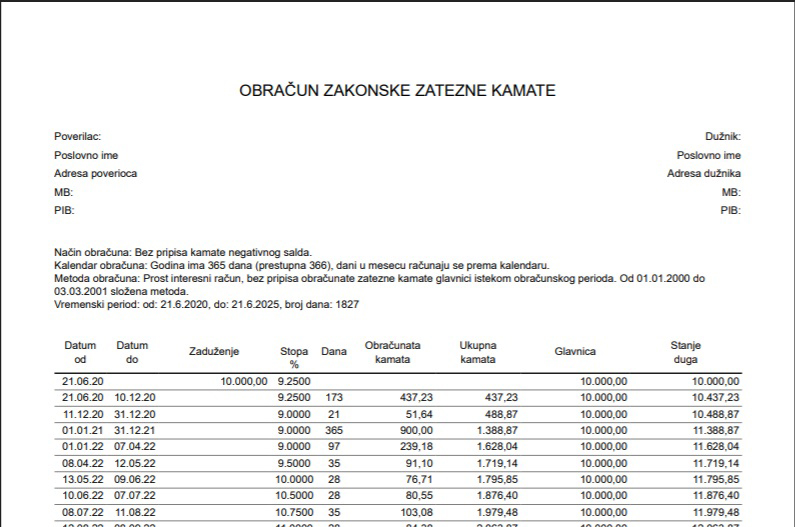 OBRAČUN ZAKONSKE ZATEZNE KAMATE
Poverilac: Dužnik:
Poslovno ime Poslovno ime
Adresa poverioca Adresa dužnika
MB: MB:
PIB: PIB:
Način obračuna: Bez pripisa kamate negativnog salda.
Kalendar obračuna: Godina ima 365 dana (prestupna 366), dani u mesecu računaju se prema kalendaru.
Metoda obračuna: Prost interesni račun, bez pripisa obračunate zatezne kamate glavnici istekom obračunskog perioda. Od 01.01.2000 do
03.03.2001 složena metoda.
Vremenski period: od: 21.6.2020, do: 21.6.2025, broj dana: 1827
Datum od Datum do Zaduženje Stopa % Dana Obračunata kamata Ukupna kamata Glavnica Stanje duga
21.06.20 10.000,00 9.2500 10.000,00 10.000,00
21.06.20 10.12.20 9.2500 173 437,23 437,23 10.000,00 10.437,23
11.12.20 31.12.20 9.0000 21 51,64 488,87 10.000,00 10.488,87
01.01.21 31.12.21 9.0000 365 900,00 1.388,87 10.000,00 11.388,87
01.01.22 07.04.22 9.0000 97 239,18 1.628,04 10.000,00 11.628,04
08.04.22 12.05.22 9.5000 35 91,10 1.719,14 10.000,00 11.719,14
13.05.22 09.06.22 10.0000 28 76,71 1.795,85 10.000,00 11.795,85
10.06.22 07.07.22 10.5000 28 80,55 1.876,40 10.000,00 11.876,40
08.07.22 11.08.22 10.7500 35 103,08 1.979,48 10.000,00 11.979,48